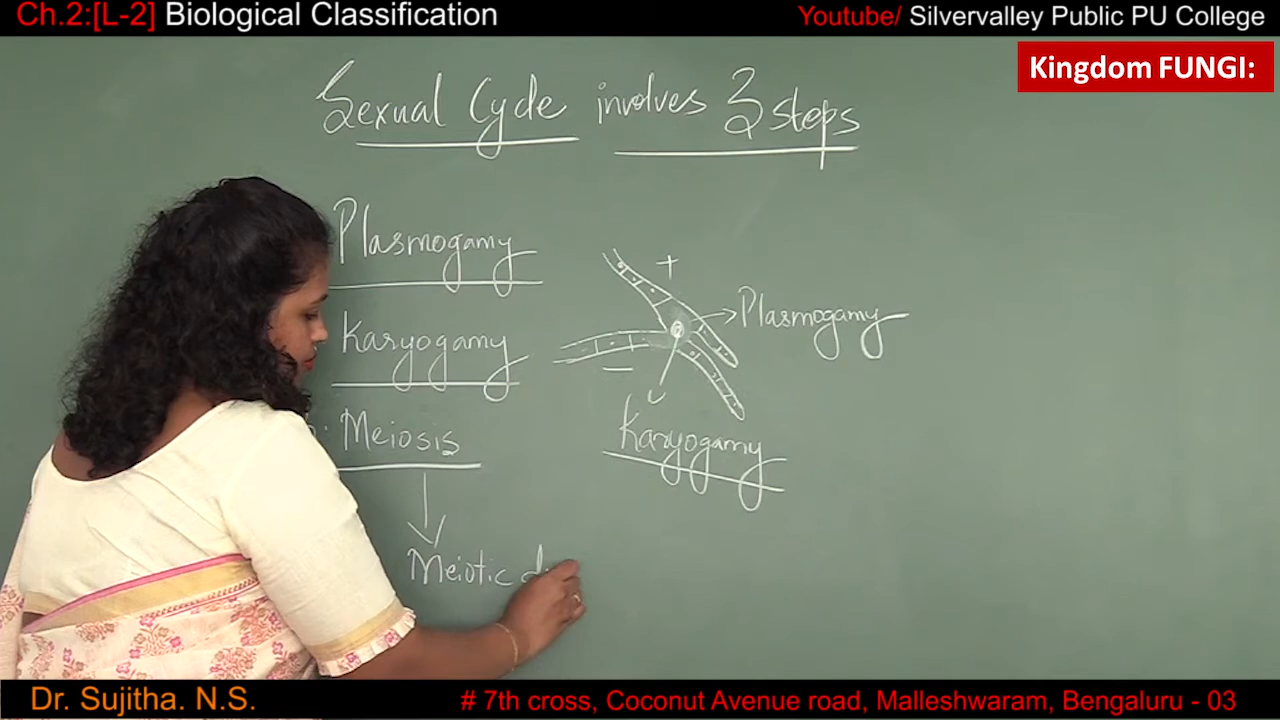 Ch.2:[L-2] Biological Classification
Youtube/ Silvervalley Public PU College
Kingdom FUNGI:
Sexual Cycle involves 3 steps
Plasmogamy
Karyogamy
Meiosis
Meiotic
+
Plasmogamy
−
Karyogamy
Dr. Sujitha. N.S.
# 7th cross, Coconut Avenue road, Malleshwaram, Bengaluru - 03